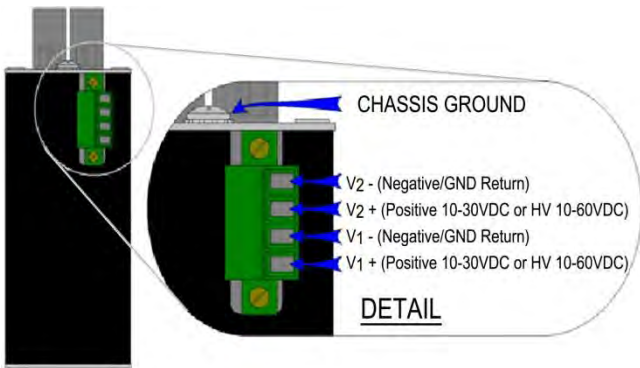 CHASSIS GROUND
V2 - (Negative/GND Return)
V2 + (Positive 10-30VDC or HV 10-60VDC)
V1 - (Negative/GND Return)
V1 + (Positive 10-30VDC or HV 10-60VDC)
DETAIL